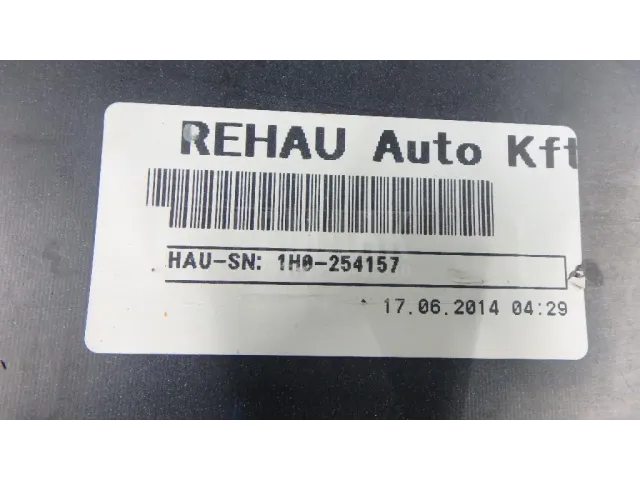 REHAU Auto Kft
HAU-SN: 1H0-254157
17.06.2014 04:29